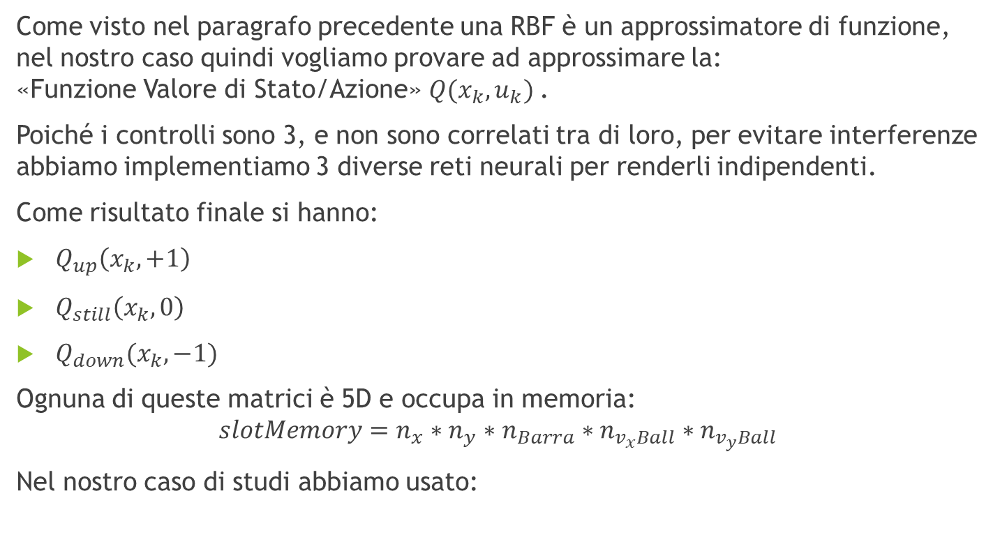 Come visto nel paragrafo precedente una RBF è un approssimatore di funzione,
nel nostro caso quindi vogliamo provare ad approssimare la:
«Funzione Valore di Stato/Azione» Q(x_k, u_k) .
Poiché i controlli sono 3, e non sono correlati tra di loro, per evitare interferenze
abbiamo implementiamo 3 diverse reti neurali per renderli indipendenti.
Come risultato finale si hanno:
Q_{up}(x_k, +1)
Q_{still}(x_k, 0)
Q_{down}(x_k, −1)
Ognuna di queste matrici è 5D e occupa in memoria:
slotMemory = n_x * n_y * n_{Barra} * n_{v_xBall} * n_{v_yBall}
Nel nostro caso di studi abbiamo usato: